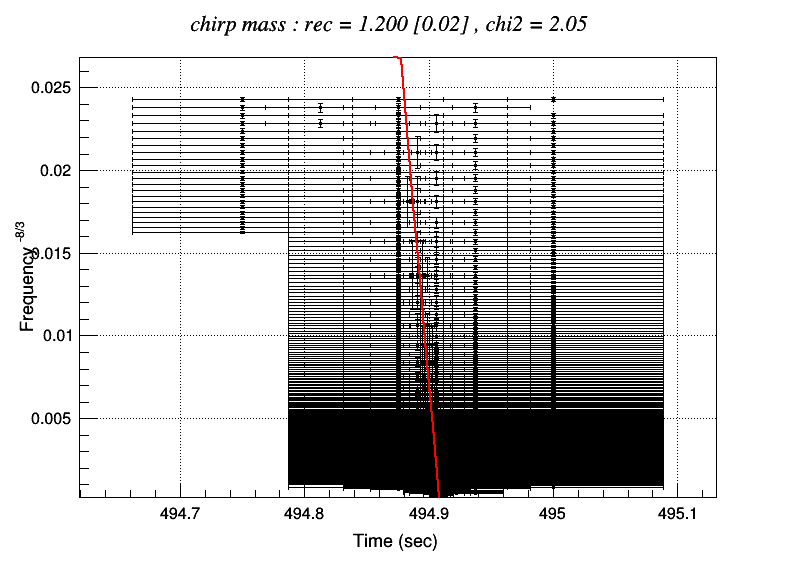 chirp mass : rec = 1.200 [0.02] , chi2 = 2.05
Frequency -8/3
0.025
0.02
0.015
0.01
0.005
494.7 494.8 494.9 495 495.1
Time (sec)